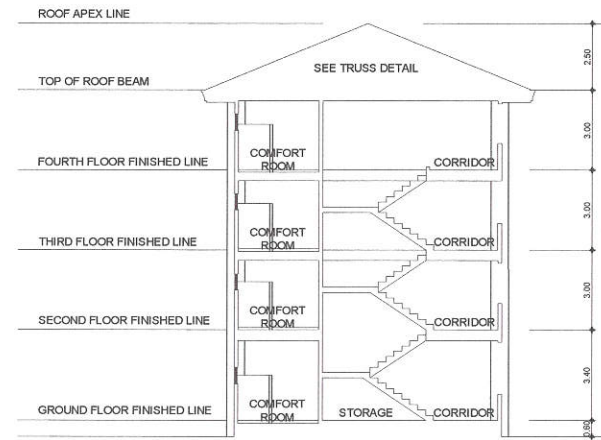 ROOF APEX LINE
2.50
SEE TRUSS DETAIL
TOP OF ROOF BEAM
3.00
COMFORT
ROOM
CORRIDOR
FOURTH FLOOR FINISHED LINE
3.00
COMFORT
ROOM
CORRIDOR
THIRD FLOOR FINISHED LINE
3.00
COMFORT
ROOM
CORRIDOR
SECOND FLOOR FINISHED LINE
3.40
COMFORT
ROOM
STORAGE
CORRIDOR
GROUND FLOOR FINISHED LINE
0.60